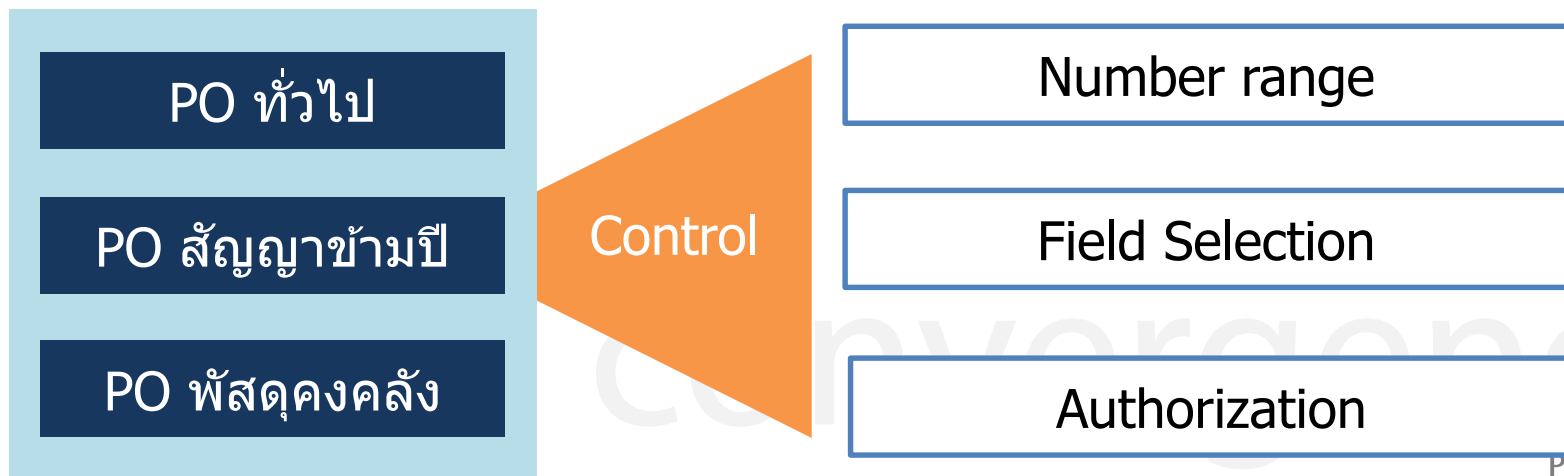 PO ทั่วไป
PO สัญญาข้ามปี
PO พัสดุคงคลัง
Control
Number range
Field Selection
Authorization